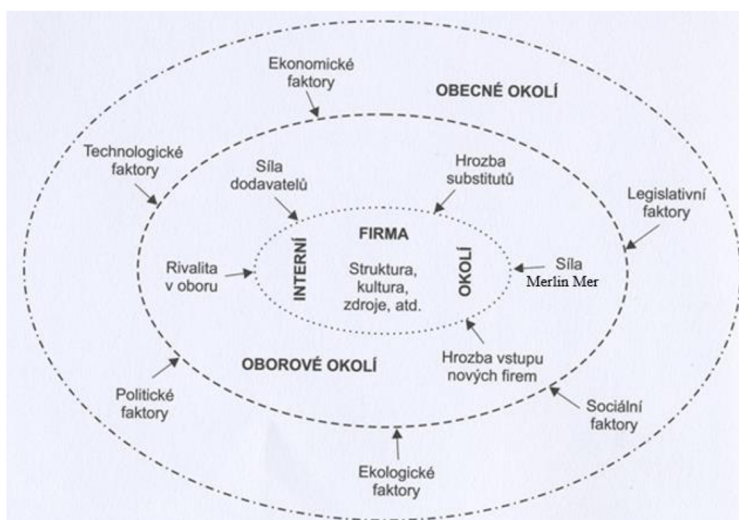 Ekonomické
faktory
OBECNÉ OKOLÍ
Technologické
faktory
Síla
dodavatelů
Hrozba
substitutů
Legislativní
faktory
FIRMA
INTERNÍ
OKOLÍ
Struktura,
kultura,
zdroje, atd.
Rivalita
v oboru
Síla
Merlin Mer
OBOROVÉ OKOLÍ
Hrozba vstupu
nových firem
Politické
faktory
Sociální
faktory
Ekologické
faktory